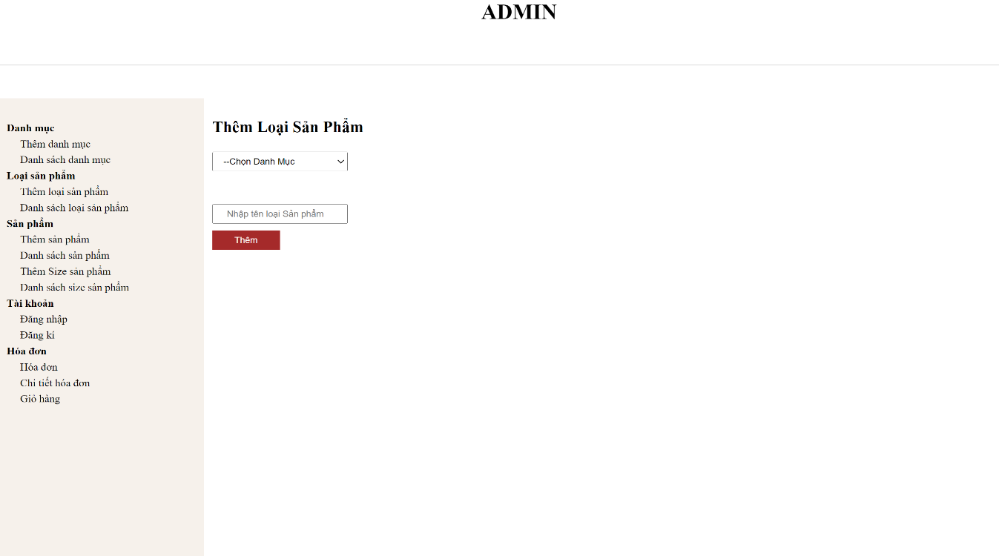 ADMIN
Danh mục
Thêm danh mục
Danh sách danh mục
Loại sản phẩm
Thêm loại sản phẩm
Danh sách loại sản phẩm
Sản phẩm
Thêm sản phẩm
Danh sách sản phẩm
Thêm Size sản phẩm
Danh sách size sản phẩm
Tài khoản
Đăng nhập
Đăng kí
Hóa đơn
Hóa đơn
Chi tiết hóa đơn
Giỏ hàng
Thêm Loại Sản Phẩm
--Chọn Danh Mục
Nhập tên loại Sản phẩm
Thêm